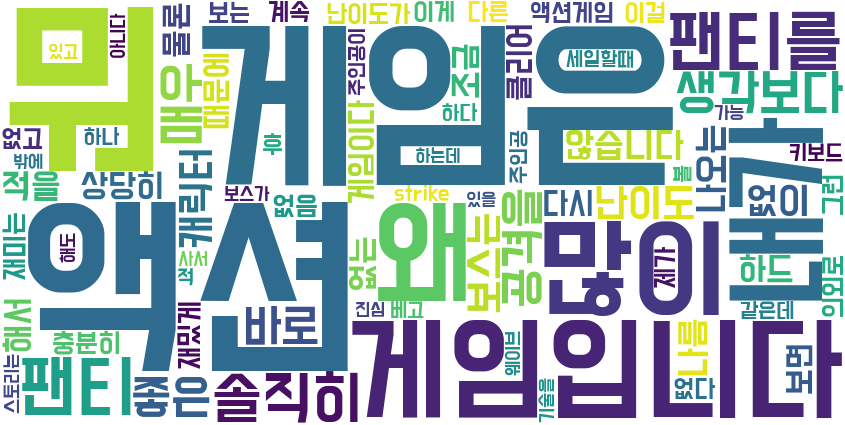 뭐
있고
아니다
물론
보는
계속
난이도가
이게
다른
액션게임
이걸
팬티를
게임은
세일할때
매우
때문에
주인공이
조금
클리어
생각보다
없고
하나
밖에
후
하는데
하다
않습니다
가능
각
키보드
적을
상당히
캐릭터
보스가
없음
게임이다
strike
있을
주인공
물
다시
난이도
나오는
없이
그런
재미는
해도
액션
사서
적
없는
왜
보스
공격을
많이
제가
하드
의외로
해서
충분히
재밌게
바로
진심
베고
같은데
스토리는
팬티
좋은
솔직히
게임입니다
웨이브
기술을
나름
없다
보면